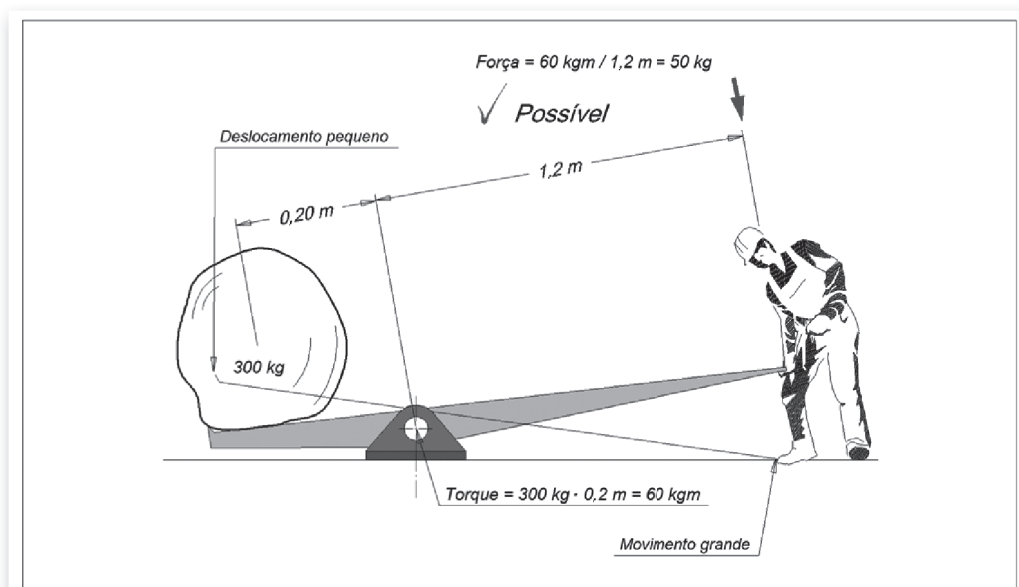 Força = 60 kgm / 1,2 m = 50 kg
Possível
Deslocamento pequeno
1,2 m
0,20 m
300 kg
Torque = 300 kg · 0,2 m = 60 kgm
Movimento grande